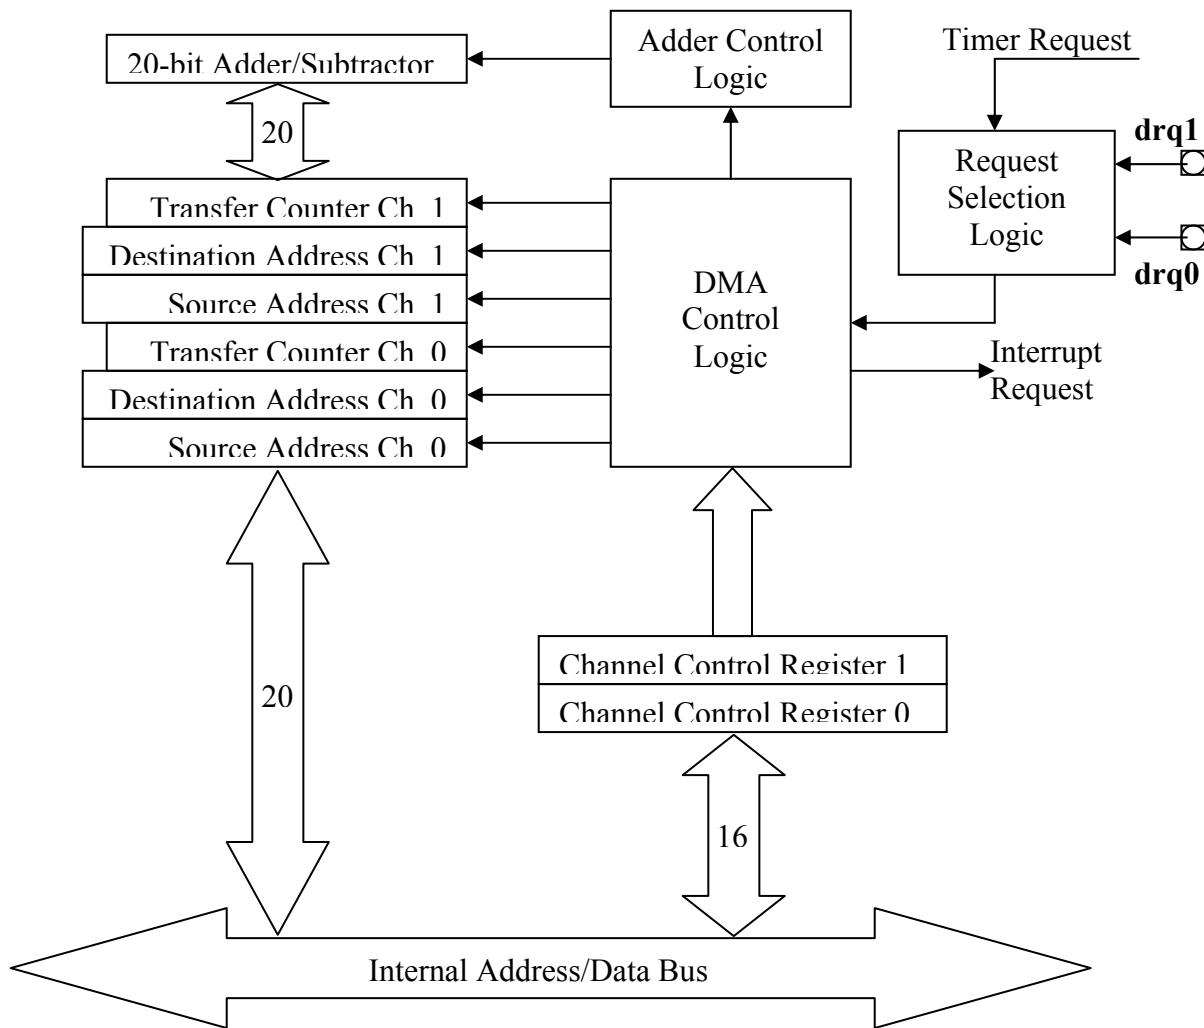 20-bit Adder/Subtractor
Adder Control
Logic
Timer Request
20
drq1
Request
Selection
Logic
drq0
Transfer Counter Ch. 1
Destination Address Ch. 1
Source Address Ch. 1
Transfer Counter Ch. 0
Destination Address Ch. 0
Source Address Ch. 0
DMA
Control
Logic
Interrupt
Request
20
Channel Control Register 1
Channel Control Register 0
16
Internal Address/Data Bus